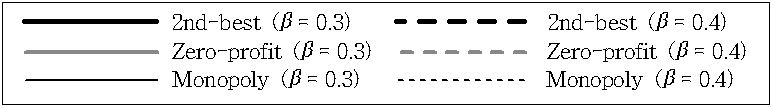 2nd-best (β = 0.3) 2nd-best (β = 0.4)
Zero-profit (β = 0.3) Zero-profit (β = 0.4)
Monopoly (β = 0.3) Monopoly (β = 0.4)